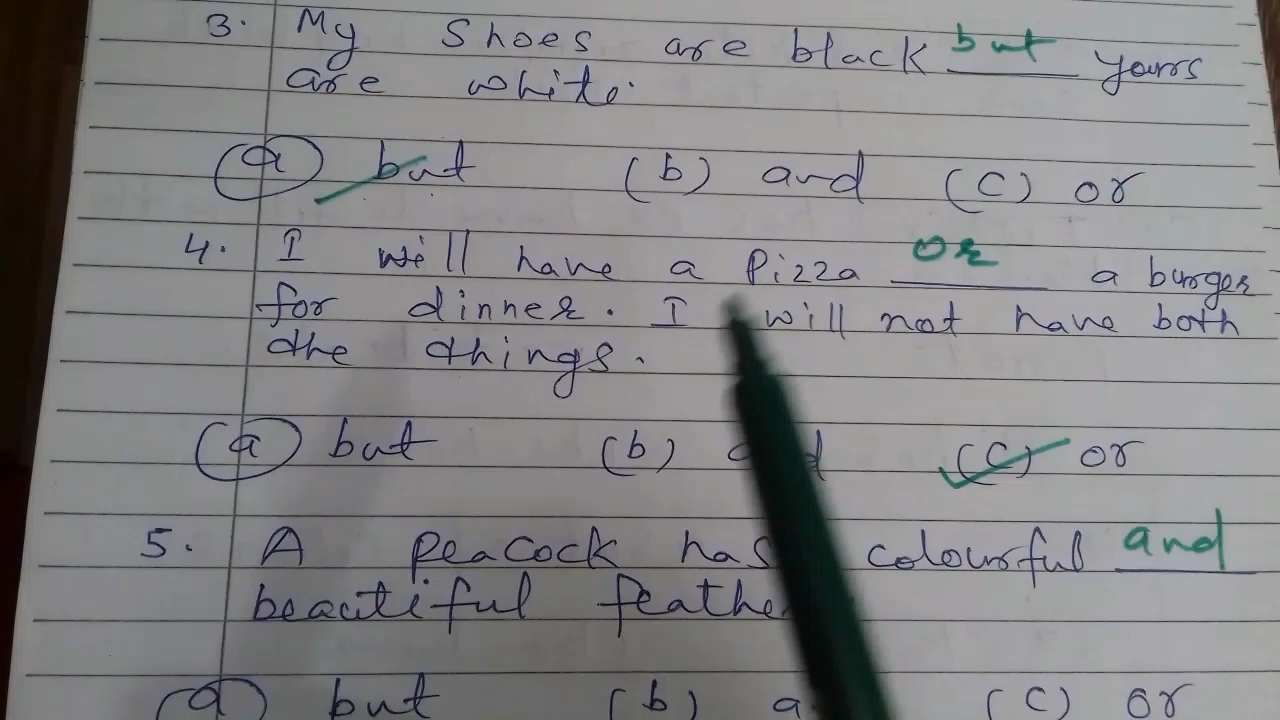 3. My Shoes are black but yours
are white.
(a) but (b) and (c) or
4. I will have a Pizza or a burger
for dinner. I will not have both
the things.
(a) but (b) (c) or
5. A peacock has colourful and
beautiful
(a) but (b) (c) or